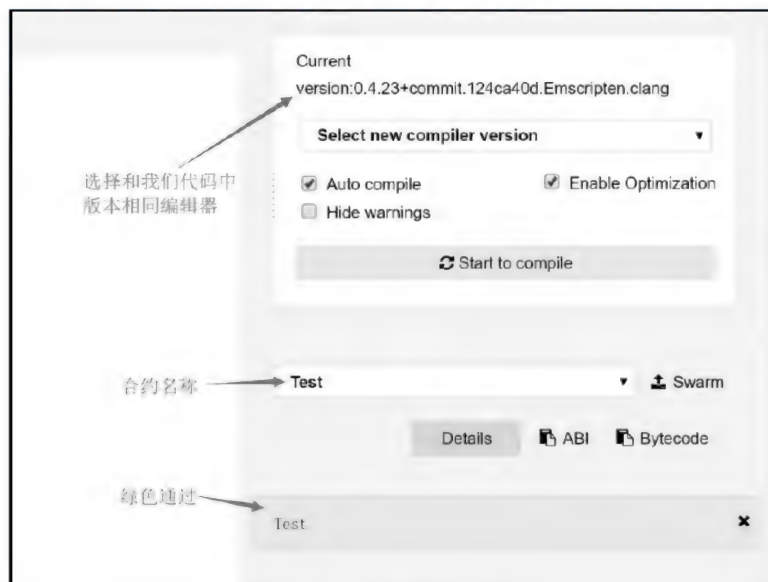 Current
version:0.4.23+commit.124ca40d.Emscripten.clang
Select new compiler version
选择和我们代码中
版本相同编辑器
Auto compile
Enable Optimization
Hide warnings
Start to compile
合约名称
Test
Swarm
Details
ABI
Bytecode
绿色通过
Test